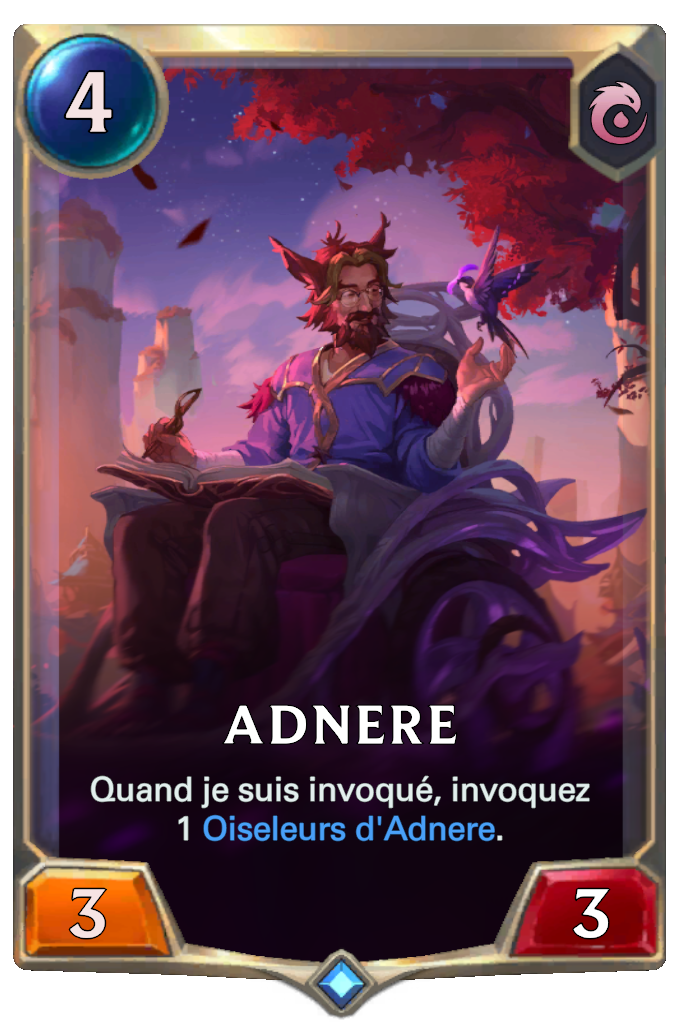 4
ADNERE
Quand je suis invoqué, invoquez
1 Oiseleurs d'Adnere.
3
3